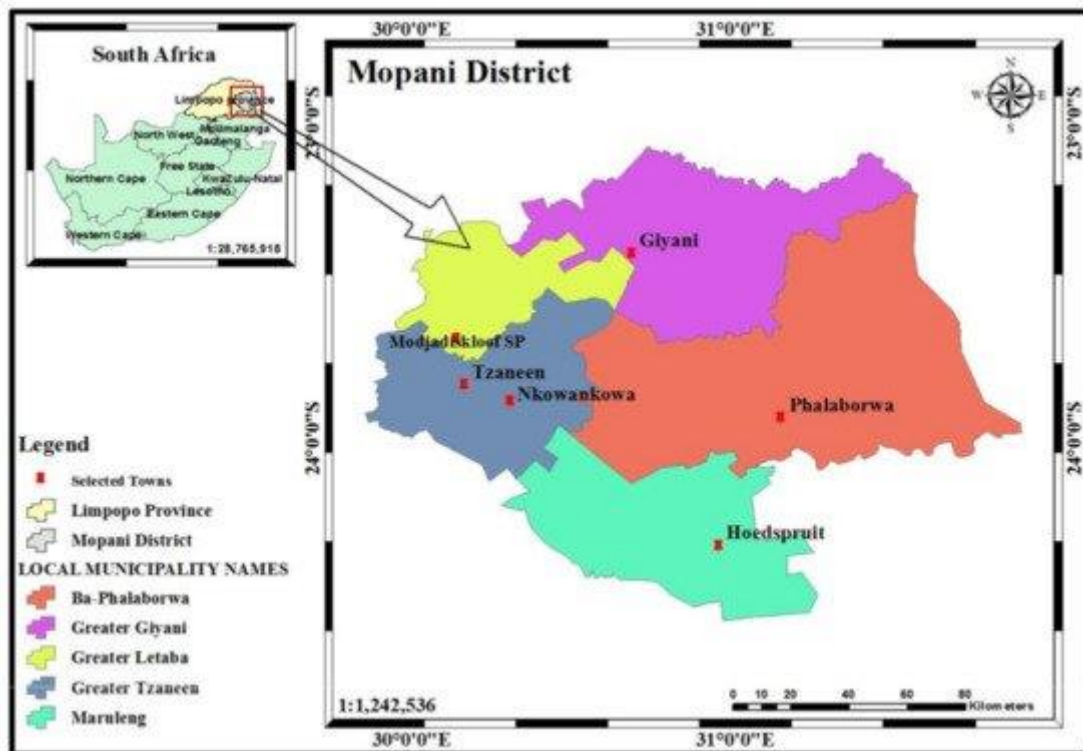 South Africa
Limpopo province
North West
Mpumalanga
Gauteng
Free State
Northern Cape
KwaZulu-Natal
Lesotho
Eastern Cape
Western Cape
1:28,765,918
30°0'0"E
31°0'0"E
Mopani District
N
W
E
S
23°0'0"S
23°0'0"S
Giyani
Modjadjiskloof SP
Tzaneen
Nkowankowa
Phalaborwa
24°0'0"S
24°0'0"S
Hoedspruit
Legend
Selected Towns
Limpopo Province
Mopani District
LOCAL MUNICIPALITY NAMES
Ba-Phalaborwa
Greater Giyani
Greater Letaba
Greater Tzaneen
Maruleng
1:1,242,536
0 10 20 40 60 80
Kilometers
30°0'0"E
31°0'0"E